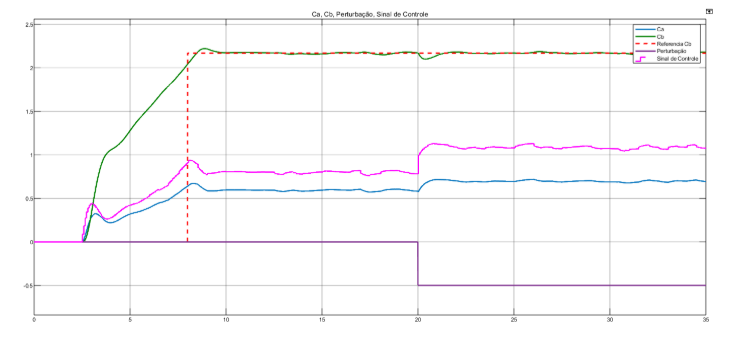 Ca, Cb, Perturbação, Sinal de Controle
2.5
Ca
Cb
Referencia Cb
Perturbação
Sinal de Controle
2
1.5
1
0.5
0
-0.5
0 5 10 15 20 25 30 35